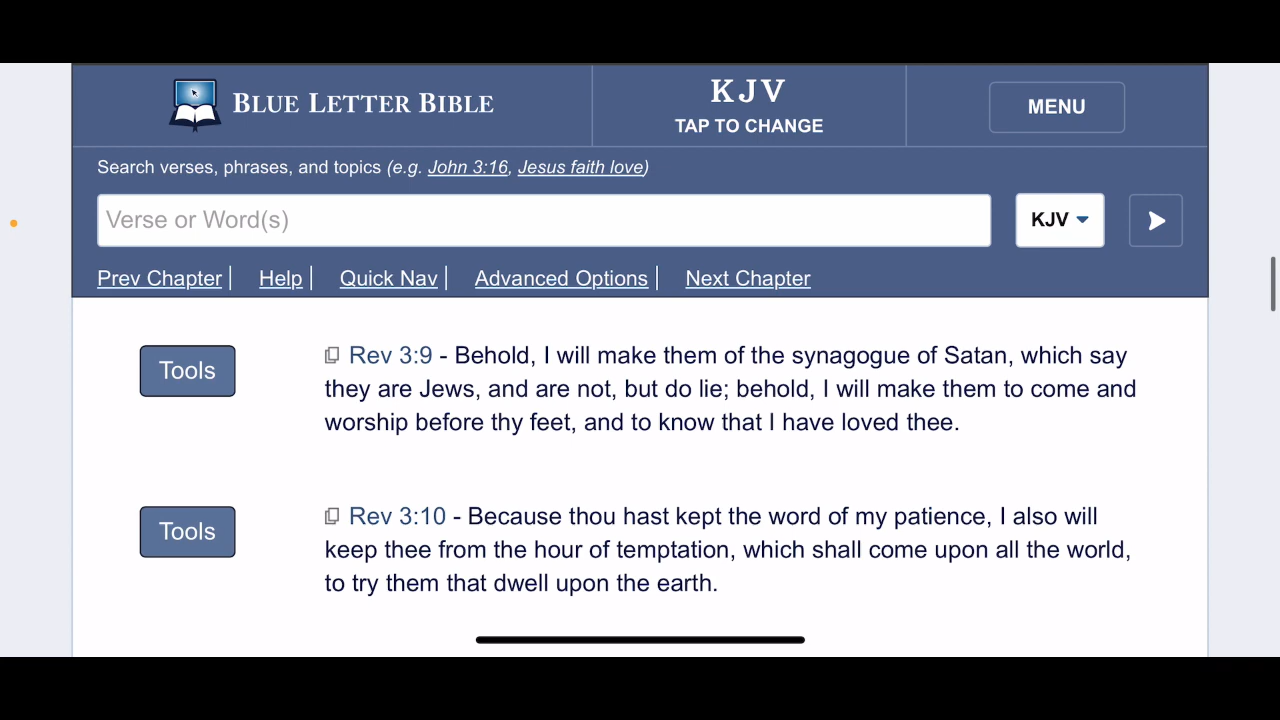 BLUE LETTER BIBLE
KJV
TAP TO CHANGE
MENU
Search verses, phrases, and topics (e.g. John 3:16, Jesus faith love)
Verse or Word(s)
KJV
Prev Chapter | Help | Quick Nav | Advanced Options | Next Chapter
Tools
Rev 3:9 - Behold, I will make them of the synagogue of Satan, which say
they are Jews, and are not, but do lie; behold, I will make them to come and
worship before thy feet, and to know that I have loved thee.
Tools
Rev 3:10 - Because thou hast kept the word of my patience, I also will
keep thee from the hour of temptation, which shall come upon all the world,
to try them that dwell upon the earth.